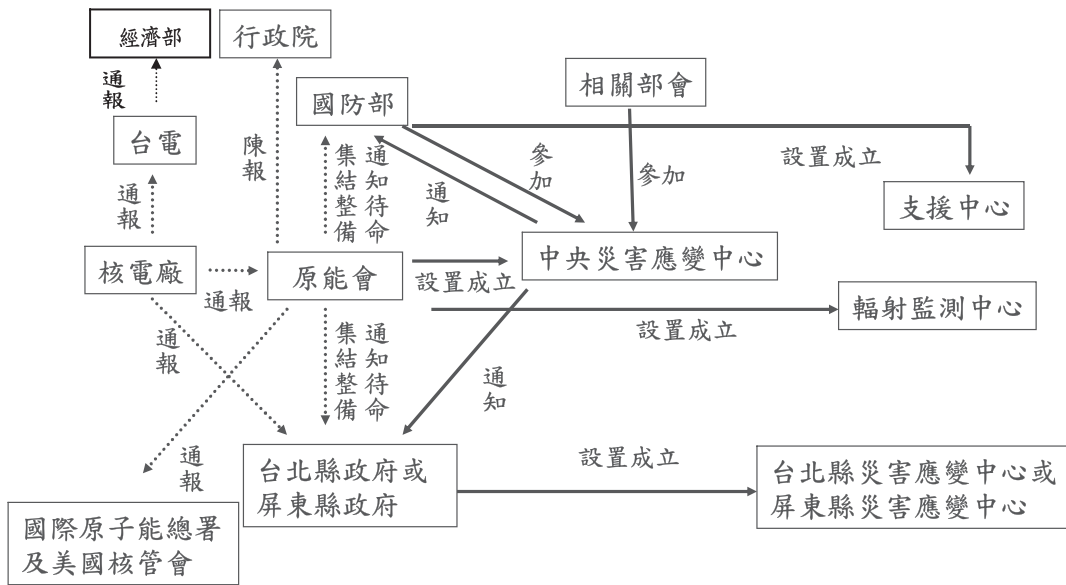 經濟部
行政院
通報
國防部
相關部會
台電
陳報
通知待命
集結整備
通知
參加
參加
設置成立
支援中心
通報
核電廠
通報
原能會
設置成立
中央災害應變中心
設置成立
輻射監測中心
通報
通知待命
集結整備
通知
通報
台北縣政府或
屏東縣政府
設置成立
台北縣災害應變中心或
屏東縣災害應變中心
國際原子能總署
及美國核管會